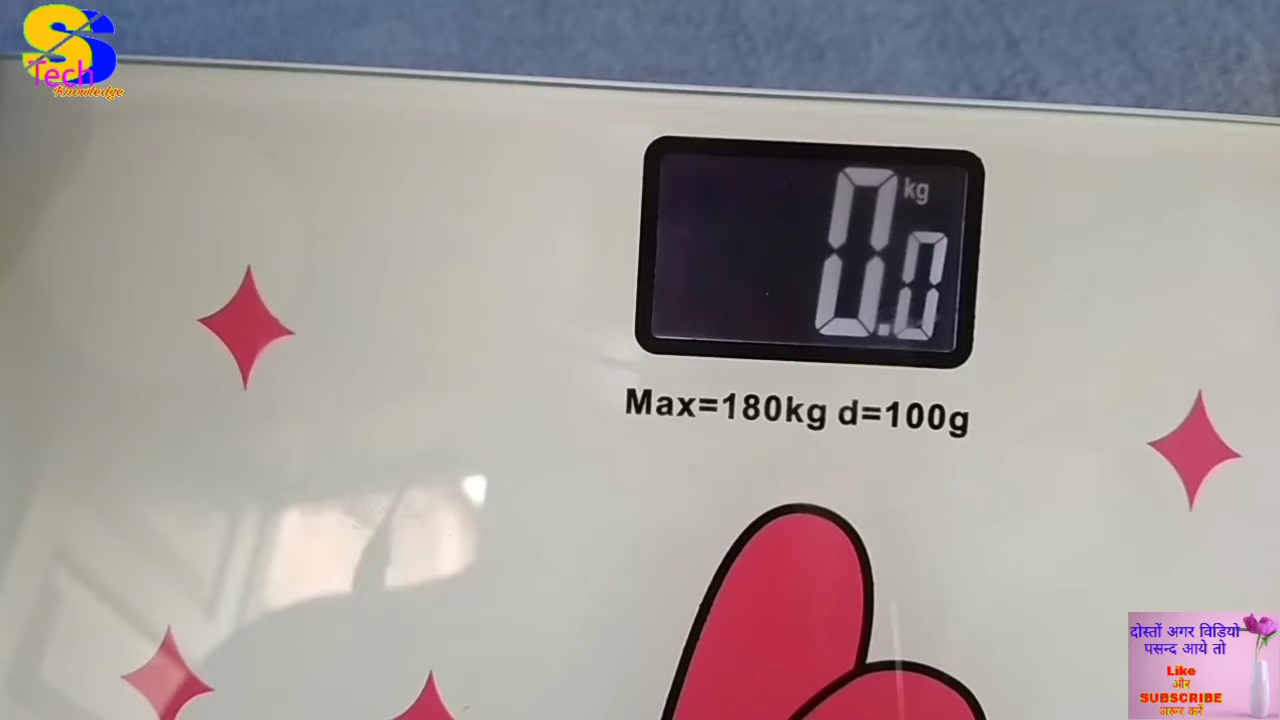 S
Tech
Knowledge
0.0 kg
Max=180kg d=100g
दोस्तों अगर विडियो
पसन्द आये तो
Like
और
SUBSCRIBE
जरूर करें